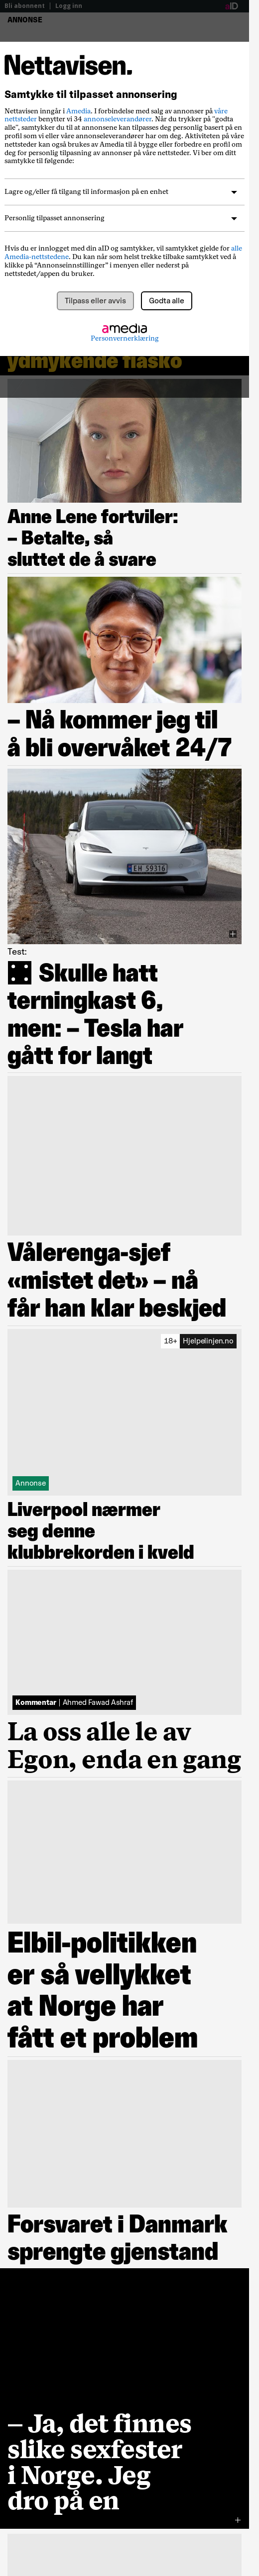 Bli abonnent | Logg inn
aID
ANNONSE
Nettavisen.
Samtykke til tilpasset annonsering
Nettavisen inngår i Amedia. I forbindelse med salg av annonser på våre
nettsteder benytter vi 34 annonseleverandører. Når du trykker på "godta
alle", samtykker du til at annonsene kan tilpasses deg personlig basert på en
profil som vi eller våre annonseleverandører har om deg. Aktiviteten på våre
nettsteder kan også brukes av Amedia til å bygge eller forbedre en profil om
deg for personlig tilpasning av annonser på våre nettsteder. Vi ber om ditt
samtykke til følgende:
Lagre og/eller få tilgang til informasjon på en enhet
Personlig tilpasset annonsering
Hvis du er innlogget med din aID og samtykker, vil samtykket gjelde for alle
Amedia-nettstedene. Du kan når som helst trekke tilbake samtykket ved å
klikke på “Annonseinnstillinger” i menyen eller nederst på
nettstedet/appen du bruker.
Tilpass eller avvis
Godta alle
amedia
Personvernerklæring
ydmykende fiasko
Anne Lene fortviler:
– Betalte, så
sluttet de å svare
– Nå kommer jeg til
å bli overvåket 24/7
EH 59316
Test:
Skulle hatt
terningkast 6,
men: – Tesla har
gått for langt
Vålerenga-sjef
«mistet det» – nå
får han klar beskjed
18+ Hjelpelinjen.no
Annonse
Liverpool nærmer
seg denne
klubbrekorden i kveld
Kommentar | Ahmed Fawad Ashraf
La oss alle le av
Egon, enda en gang
Elbil-politikken
er så vellykket
at Norge har
fått et problem
Forsvaret i Danmark
sprengte gjenstand
– Ja, det finnes
slike sexfester
i Norge. Jeg
dro på en